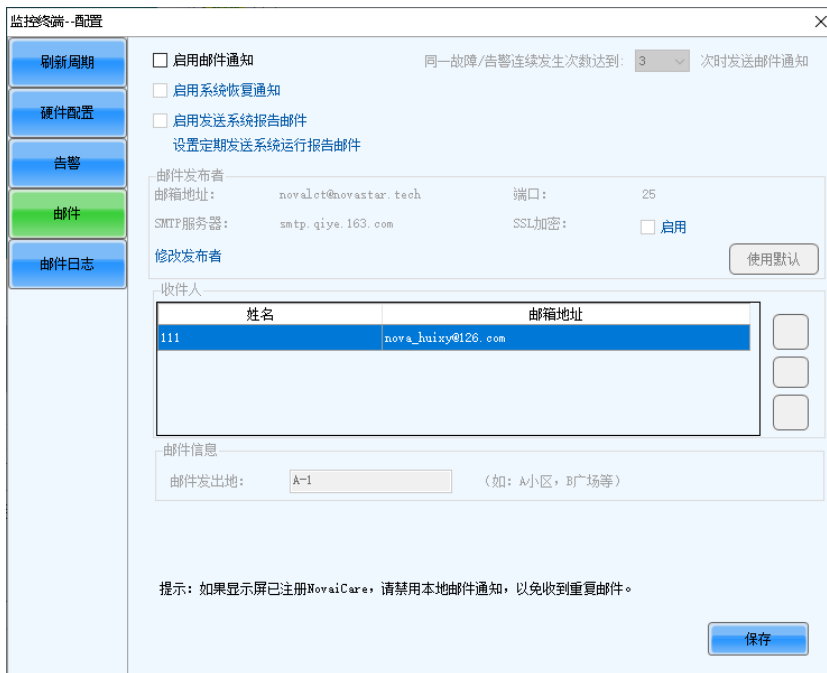 监控终端--配置
刷新周期
硬件配置
告警
邮件
邮件日志
启用邮件通知
同一故障/告警连续发生次数达到: 3 次时发送邮件通知
启用系统恢复通知
启用发送系统报告邮件
设置定期发送系统运行报告邮件
邮件发布者
邮箱地址: novalct@novastar.tech 端口: 25
SMTP服务器: smtp.qiye.163.com SSL加密: 启用
修改发布者 使用默认
收件人
姓名 邮箱地址
111 nova_huixy@126.com
邮件信息
邮件发出地: A-1 (如: A小区, B广场等)
提示: 如果显示屏已注册NovaiCare, 请禁用本地邮件通知, 以免收到重复邮件。
保存